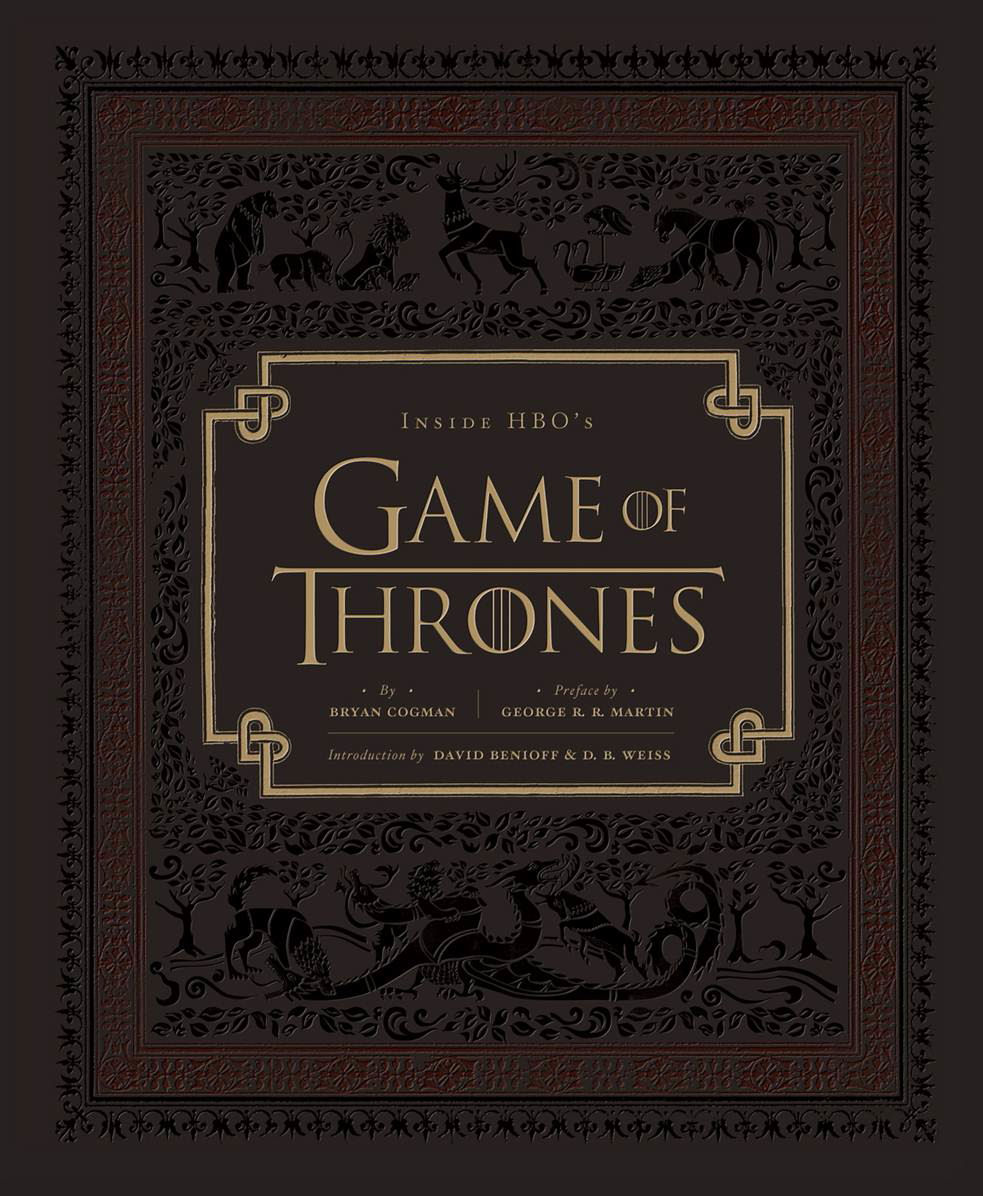 Inside HBO's
Game of
Thrones
• By •
BRYAN COGMAN
• Preface by •
GEORGE R. R. MARTIN
Introduction by DAVID BENIOFF & D. B. WEISS